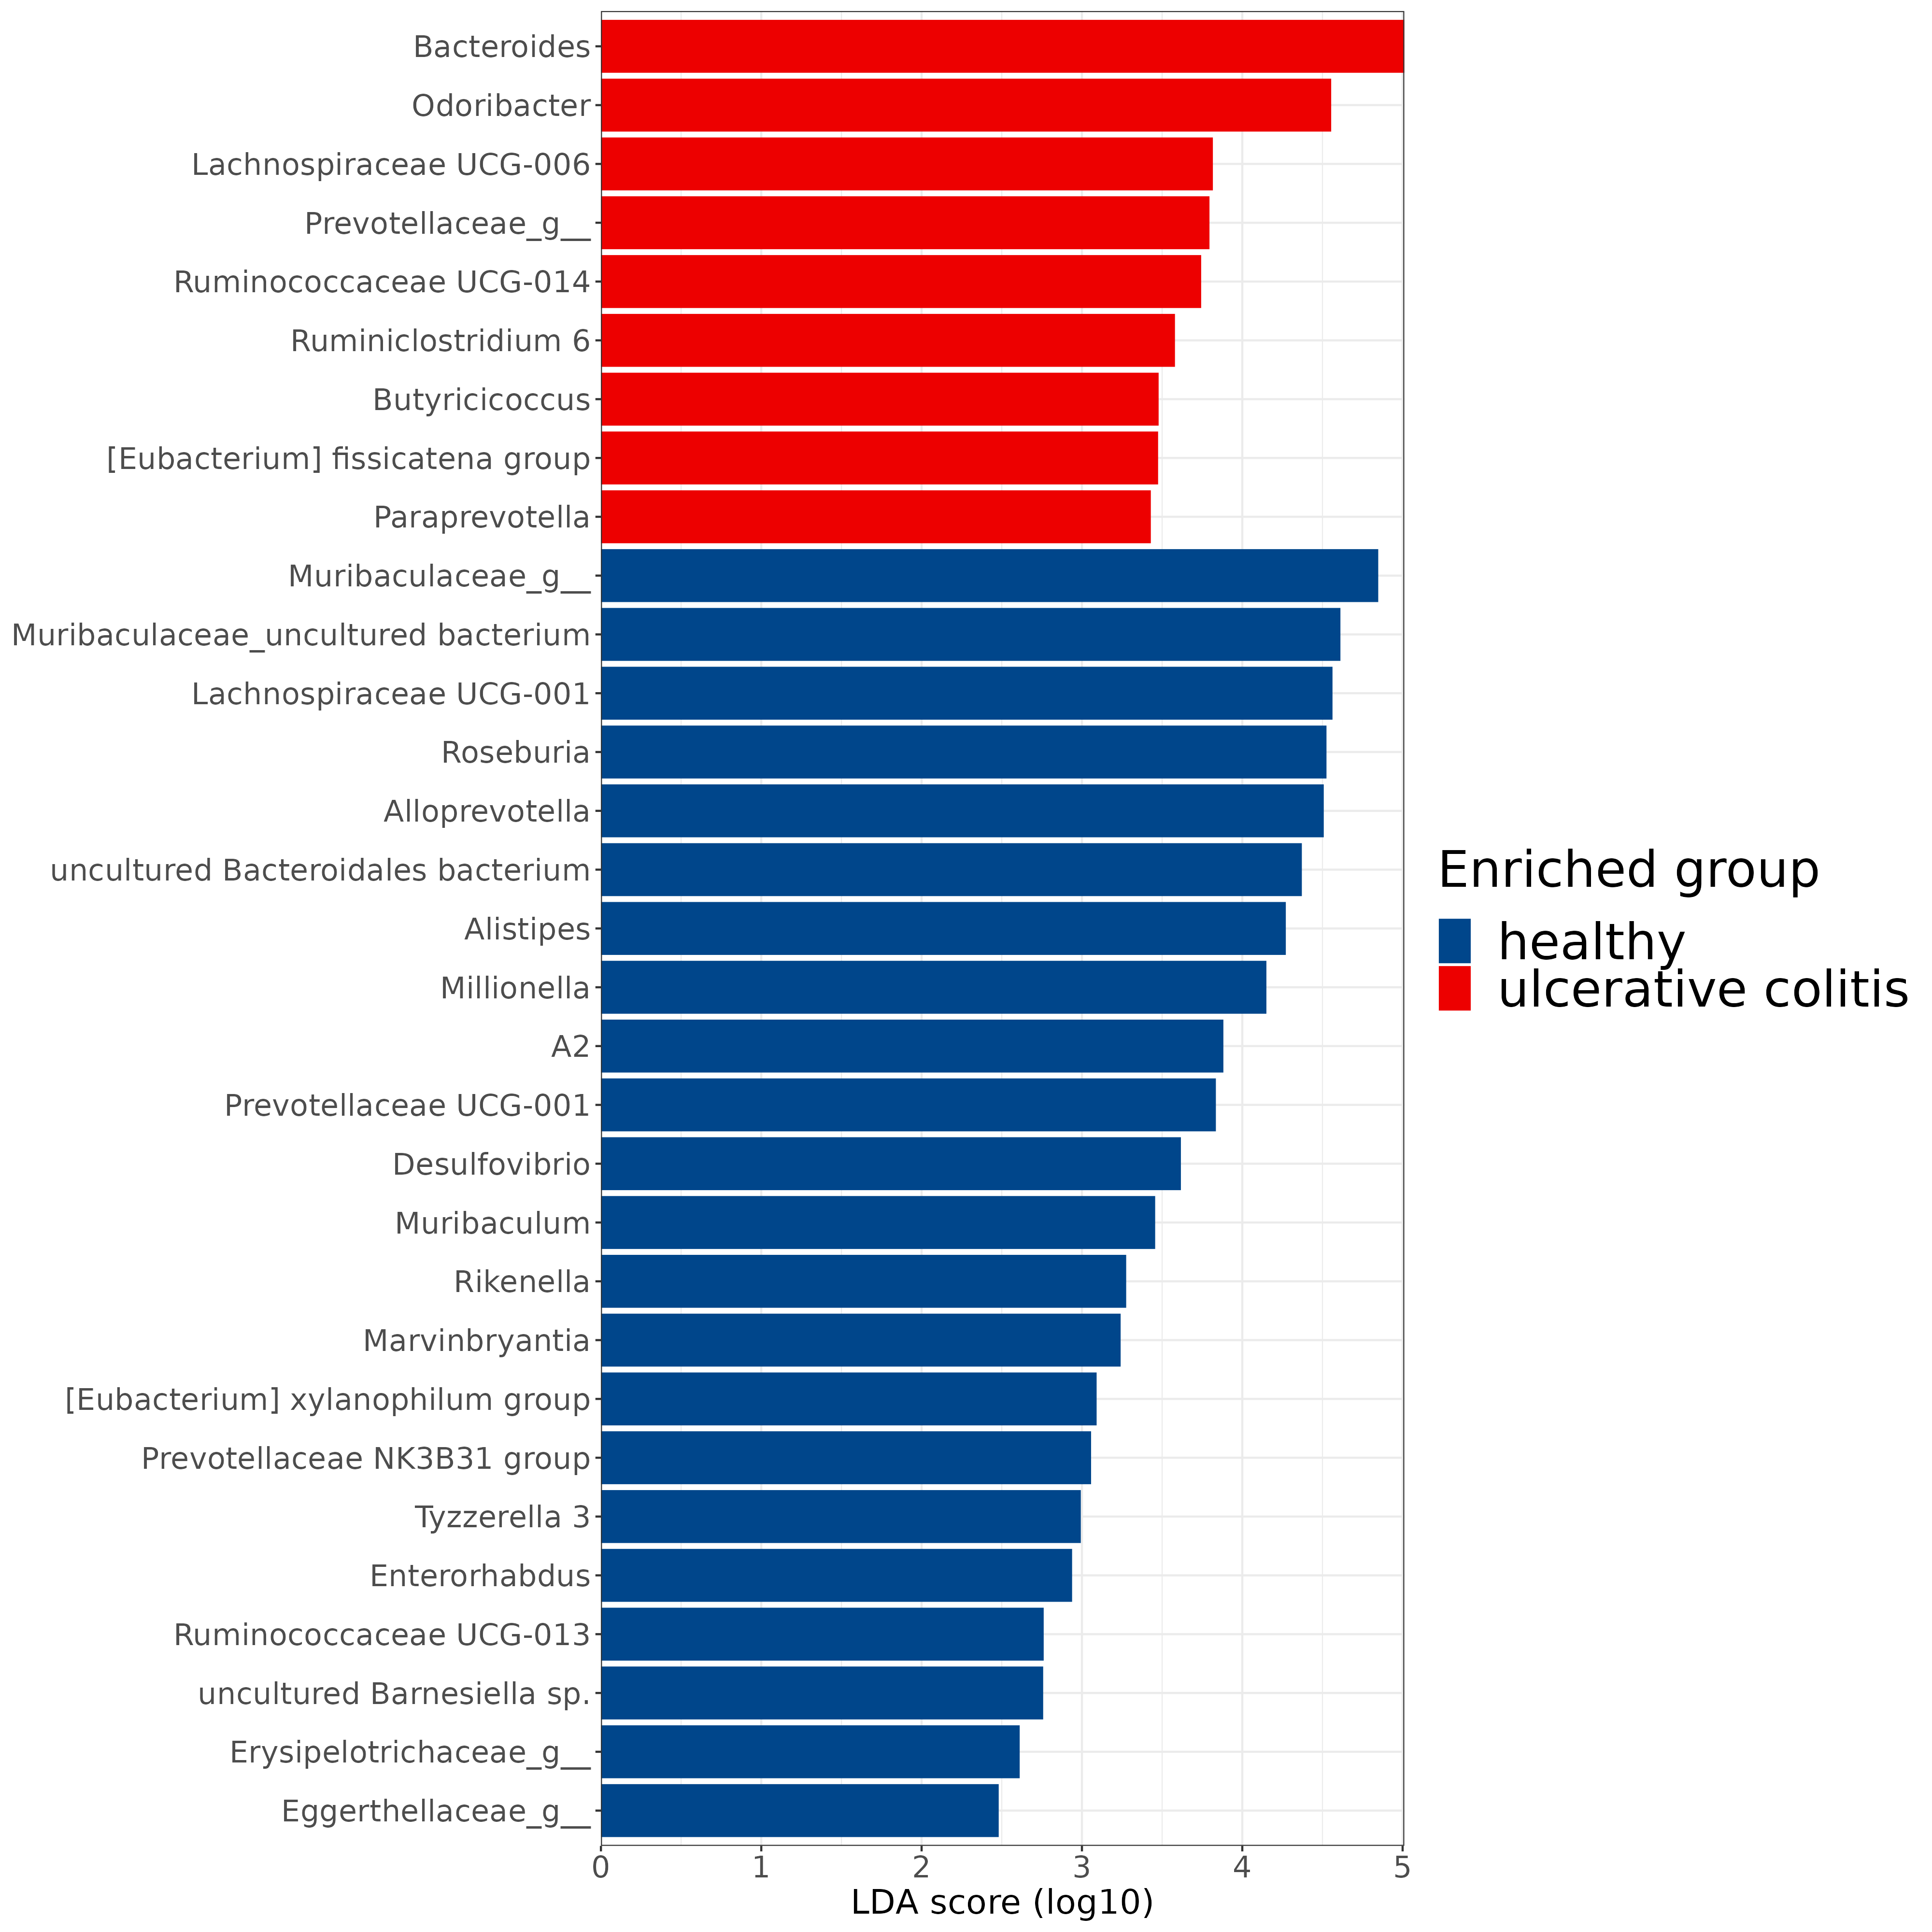 Bacteroides
Odoribacter
Lachnospiraceae UCG-006
Prevotellaceae_g__
Ruminococcaceae UCG-014
Ruminiclostridium 6
Butyricicoccus
[Eubacterium] fissicatena group
Paraprevotella
Muribaculaceae_g__
Muribaculaceae_uncultured bacterium
Lachnospiraceae UCG-001
Roseburia
Alloprevotella
uncultured Bacteroidales bacterium
Alistipes
Millionella
A2
Prevotellaceae UCG-001
Desulfovibrio
Muribaculum
Rikenella
Marvinbryantia
[Eubacterium] xylanophilum group
Prevotellaceae NK3B31 group
Tyzzerella 3
Enterorhabdus
Ruminococcaceae UCG-013
uncultured Barnesiella sp.
Erysipelotrichaceae_g__
Eggerthellaceae_g__
0 1 2 3 4 5
LDA score (log10)
Enriched group
healthy
ulcerative colitis